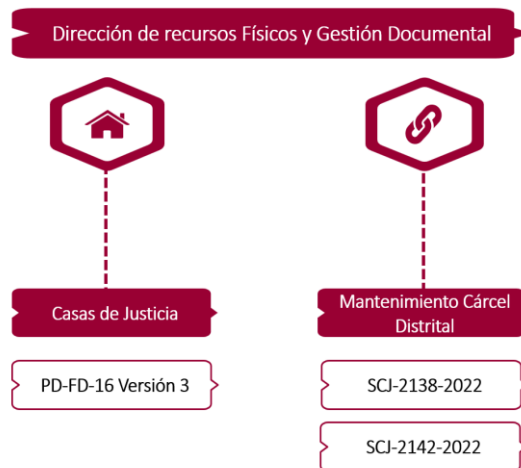 Dirección de recursos Físicos y Gestión Documental
Casas de Justicia
PD-FD-16 Versión 3
Mantenimiento Cárcel
Distrital
SCJ-2138-2022
SCJ-2142-2022